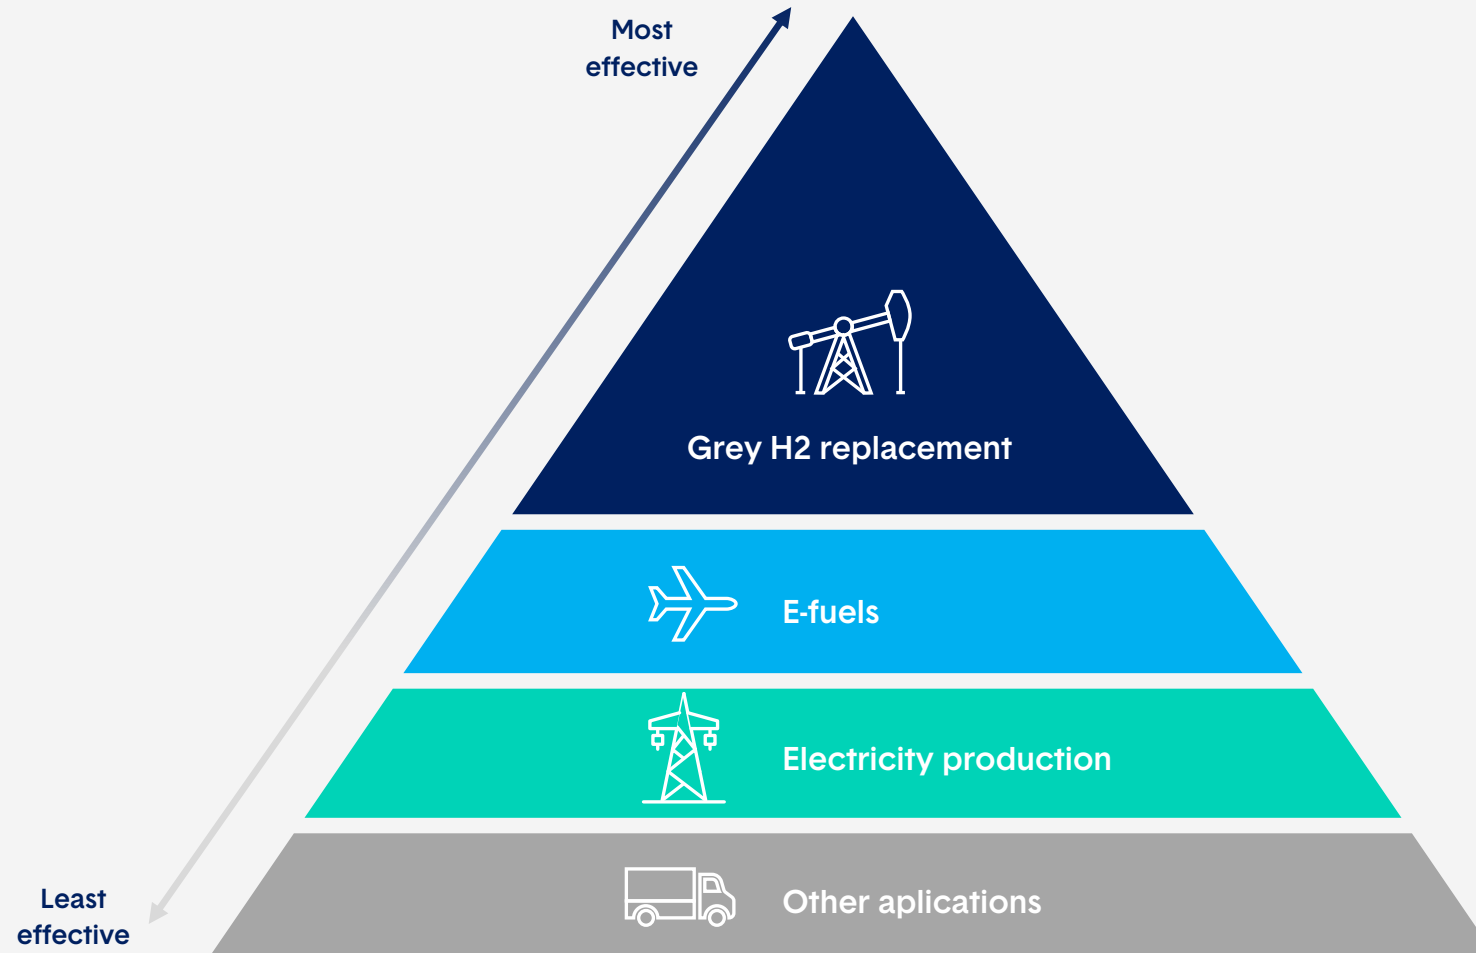 Most
effective
Grey H2 replacement
E-fuels
Electricity production
Other aplications
Least
effective